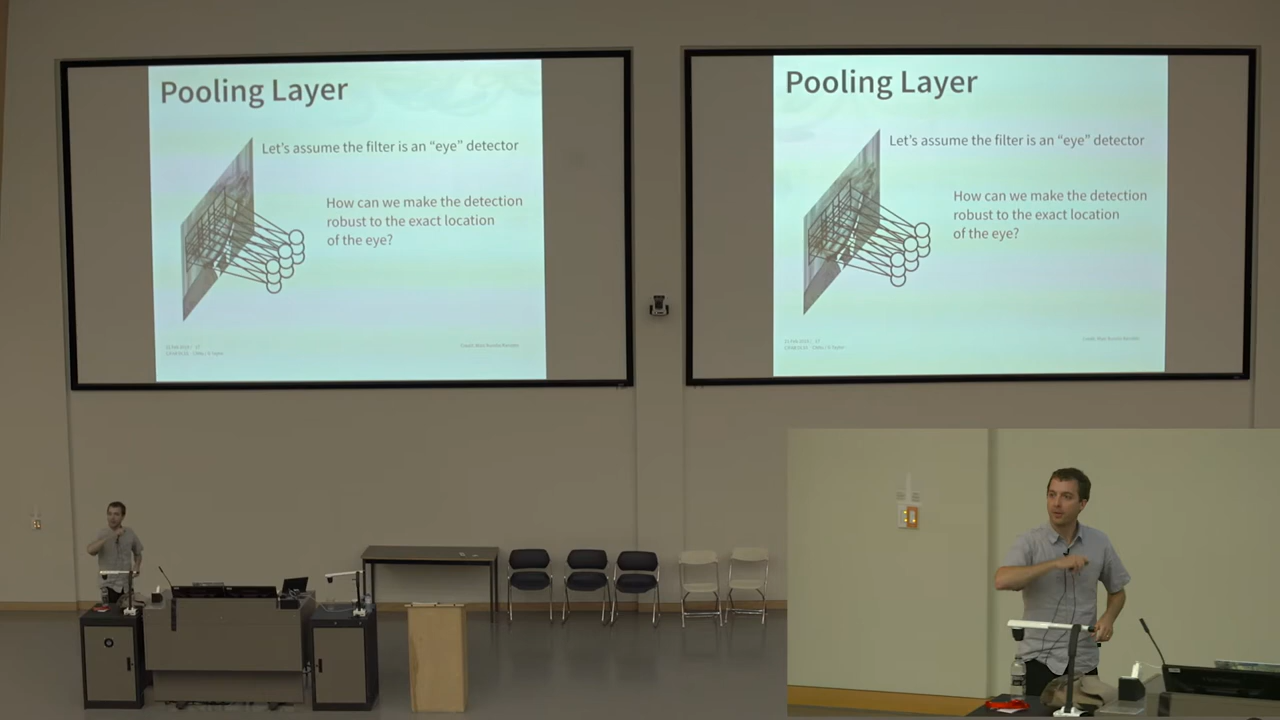 Pooling Layer
Let's assume the filter is an “eye” detector
How can we make the detection
robust to the exact location
of the eye?
Pooling Layer
Let's assume the filter is an “eye” detector
How can we make the detection
robust to the exact location
of the eye?